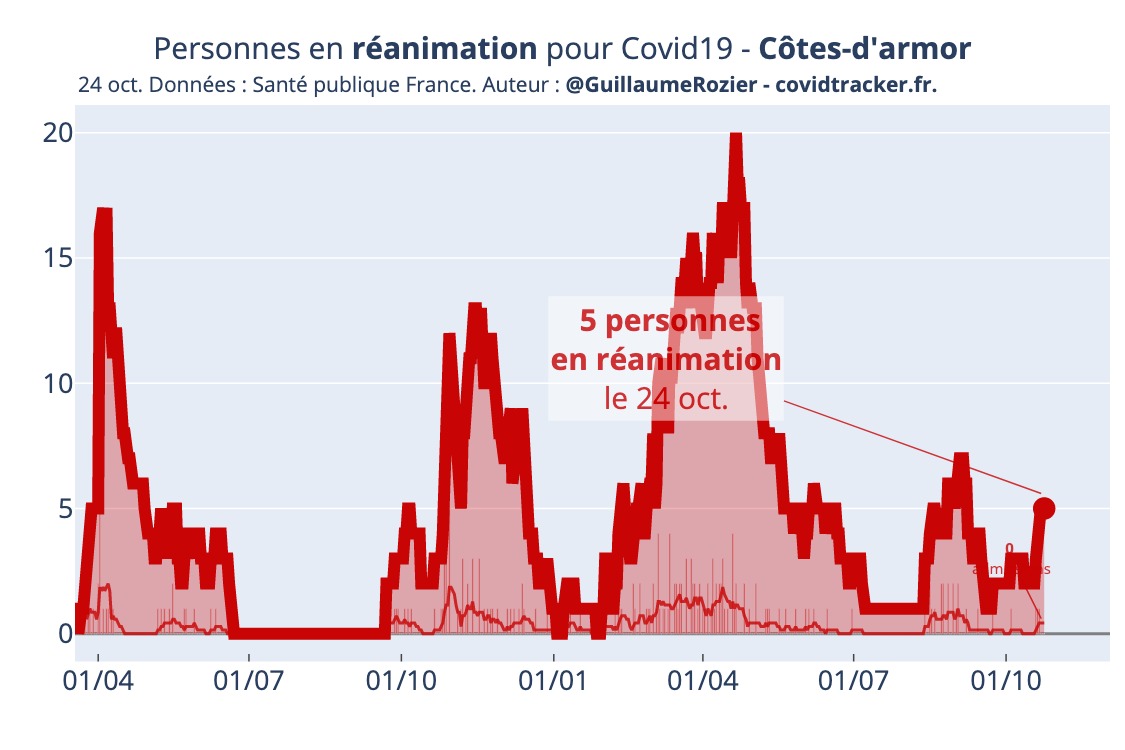 Personnes en réanimation pour Covid19 - Côtes-d'armor
24 oct. Données : Santé publique France. Auteur : @GuillaumeRozier - covidtracker.fr.
20
15
10
5
0
5 personnes
en réanimation
le 24 oct.
0
01/04 01/07 01/10 01/01 01/04 01/07 01/10